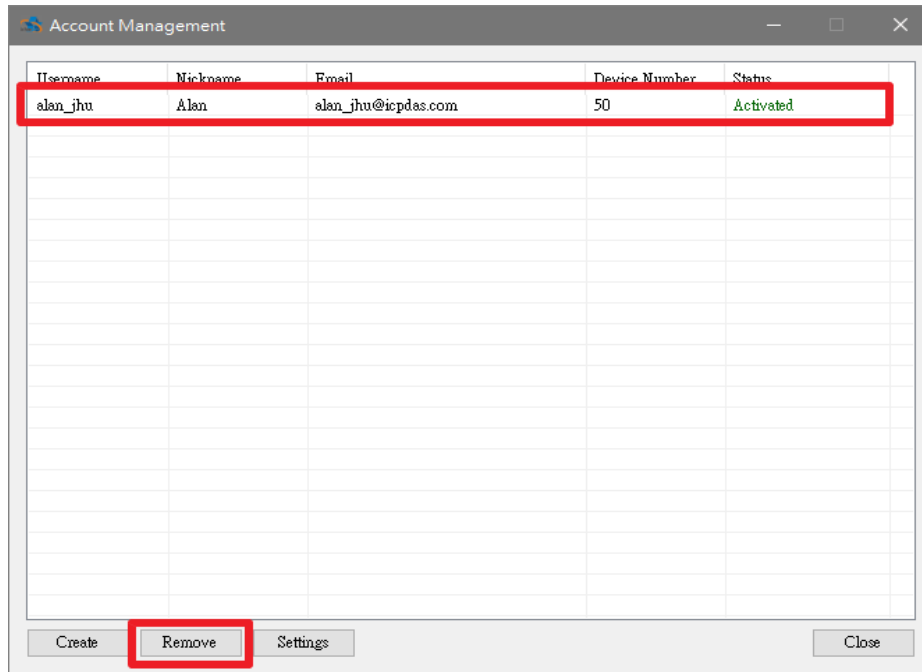 Account Management
Username Nickname Email Device Number Status
alan_jhu Alan alan_jhu@icpdas.com 50 Activated
Create Remove Settings Close